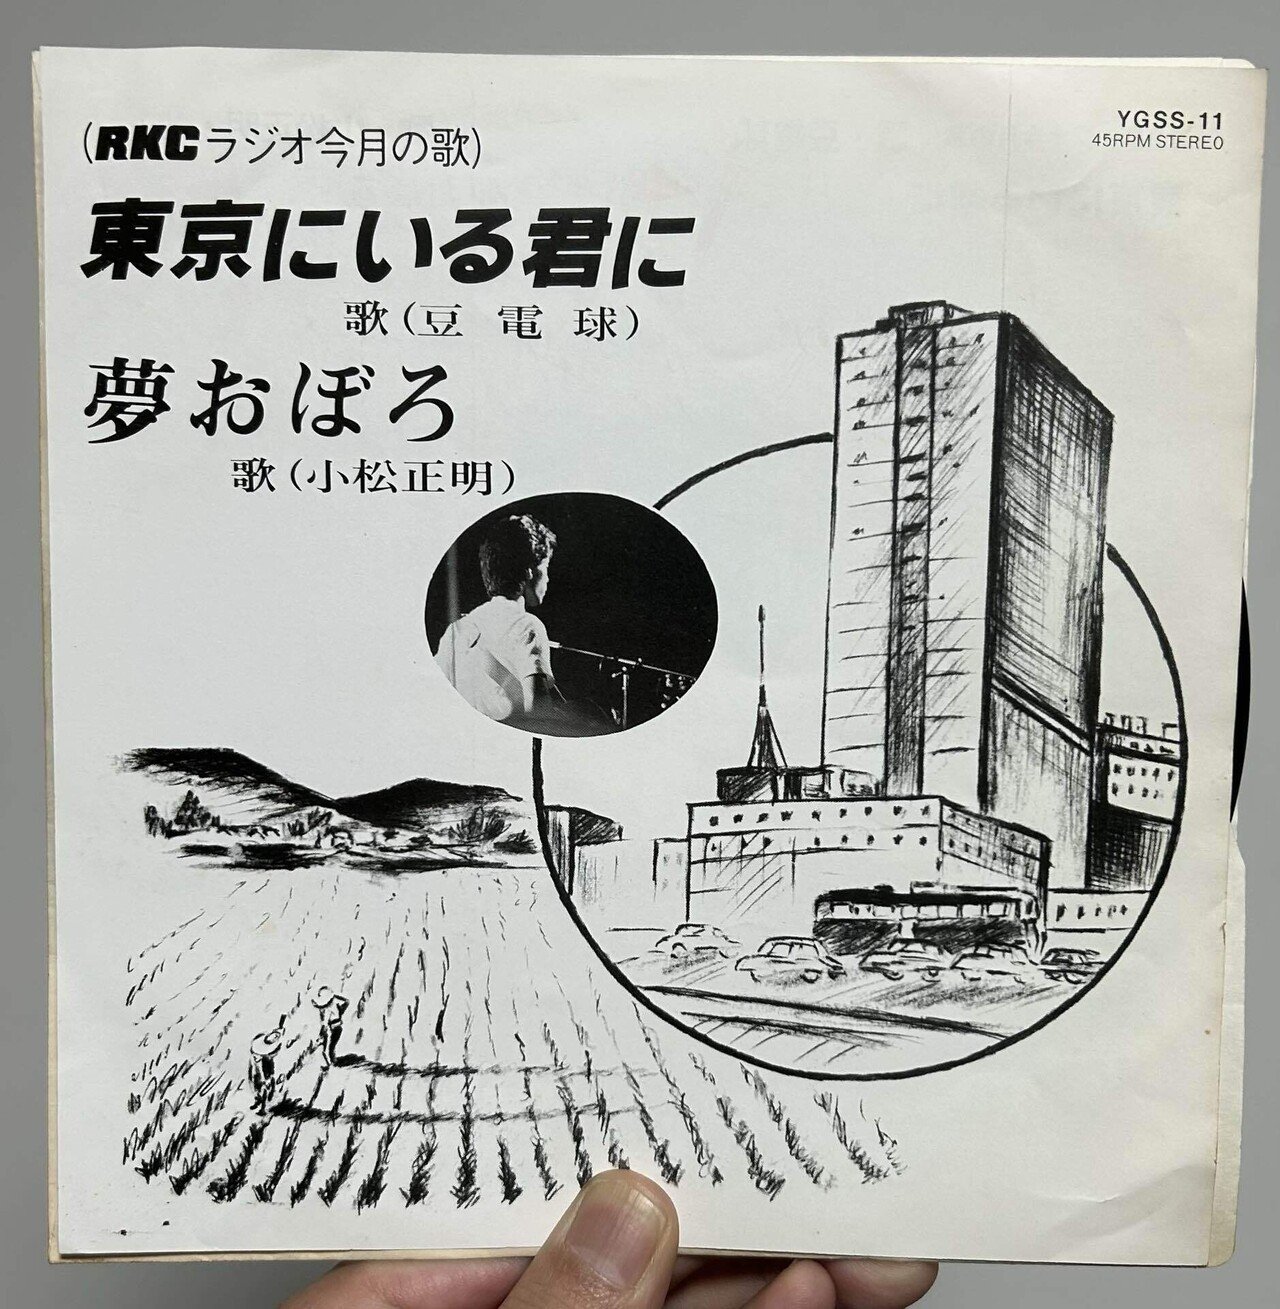 (RKCラジオ今月の歌)
YGSS-11
45RPM STEREO
東京にいる君に
歌(豆電球)
夢おぼろ
歌(小松正明)